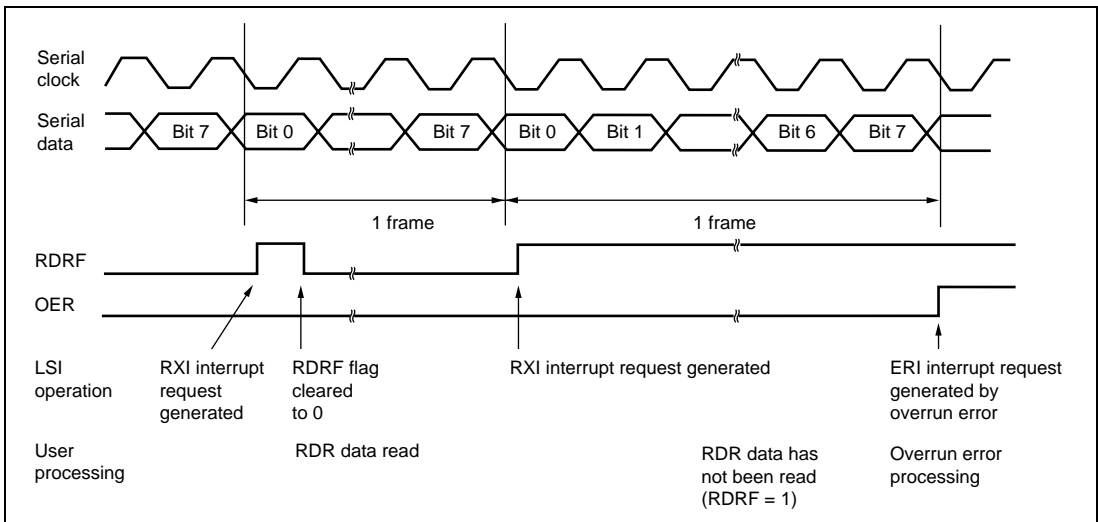 Serial
clock
Serial
data
Bit 7
Bit 0
Bit 7
Bit 0
Bit 1
Bit 6
Bit 7
1 frame
1 frame
RDRF
OER
LSI
operation
RXI interrupt
request
generated
RDRF flag
cleared
to 0
RXI interrupt request generated
ERI interrupt request
generated by
overrun error
User
processing
RDR data read
RDR data has
not been read
(RDRF = 1)
Overrun error
processing